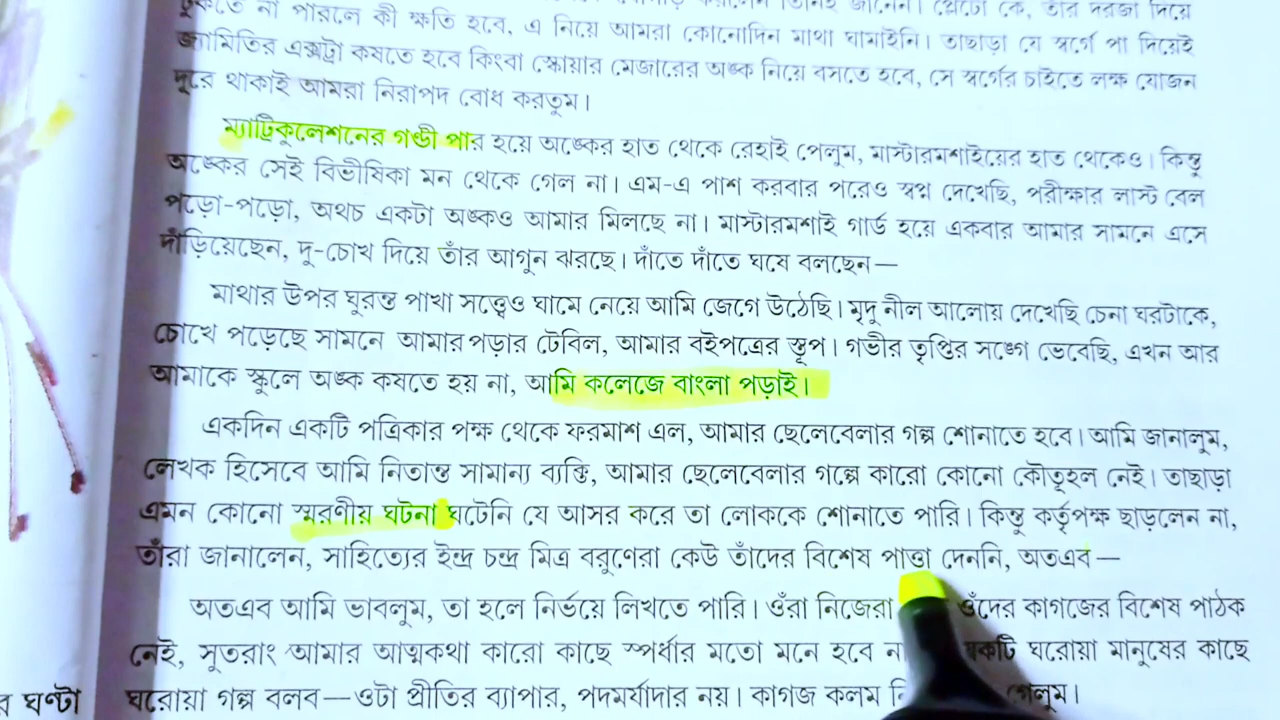 ঢুকতে না পারলে কী ক্ষতি হবে, এ নিয়ে আমরা কোনোদিন মাথা ঘামাইনি। তাছাড়া যে স্বর্গে পা দিয়েই
জ্যামিতির এক্সট্রা কষতে হবে কিংবা স্কোয়ার মেজারের অঙ্ক নিয়ে বসতে হবে, সে স্বর্গের চাইতে লক্ষ যোজন
দূরে থাকাই আমরা নিরাপদ বোধ করতুম।
ম্যাট্রিকুলেশনের গণ্ডী পার হয়ে অঙ্কের হাত থেকে রেহাই পেলুম, মাস্টারমশাইয়ের হাত থেকেও। কিন্তু
অঙ্কের সেই বিভীষিকা মন থেকে গেল না। এম-এ পাশ করবার পরেও স্বপ্ন দেখেছি, পরীক্ষার লাস্ট বেল
পড়ো-পড়ো, অথচ একটা অঙ্কও আমার মিলছে না। মাস্টারমশাই গার্ড হয়ে একবার আমার সামনে এসে
দাঁড়িয়েছেন, দু-চোখ দিয়ে তাঁর আগুন ঝরছে। দাঁতে দাঁতে ঘষে বলছেন—
মাথার উপর ঘুরন্ত পাখা সত্ত্বেও ঘামে নেয়ে আমি জেগে উঠেছি। মৃদু নীল আলোয় দেখেছি চেনা ঘরটাকে,
চোখে পড়েছে সামনে আমার পড়ার টেবিল, আমার বইপত্রের স্তূপ। গভীর তৃপ্তির সঙ্গে ভেবেছি, এখন আর
আমাকে স্কুলে অঙ্ক কষতে হয় না, আমি কলেজে বাংলা পড়াই।
একদিন একটি পত্রিকার পক্ষ থেকে ফরমাশ এল, আমার ছেলেবেলার গল্প শোনাতে হবে। আমি জানালুম,
লেখক হিসেবে আমি নিতান্ত সামান্য ব্যক্তি, আমার ছেলেবেলার গল্পে কারো কোনো কৌতূহল নেই। তাছাড়া
এমন কোনো স্মরণীয় ঘটনা ঘটেনি যে আসর করে তা লোককে শোনাতে পারি। কিন্তু কর্তৃপক্ষ ছাড়লেন না,
তাঁরা জানালেন, সাহিত্যের ইন্দ্র চন্দ্র মিত্র বরুণেরা কেউ তাঁদের বিশেষ পাত্তা দেননি, অতএব—
অতএব আমি ভাবলুম, তা হলে নির্ভয়ে লিখতে পারি। ওঁরা নিজেরা ওঁদের কাগজের বিশেষ পাঠক
নেই, সুতরাং আমার আত্মকথা কারো কাছে স্পর্ধার মতো মনে হবে ঘরোয়া মানুষের কাছে
র ঘণ্টা
ঘরোয়া গল্প বলব—ওটা প্রীতির ব্যাপার, পদমর্যাদার নয়। কাগজ কলম গেলুম।